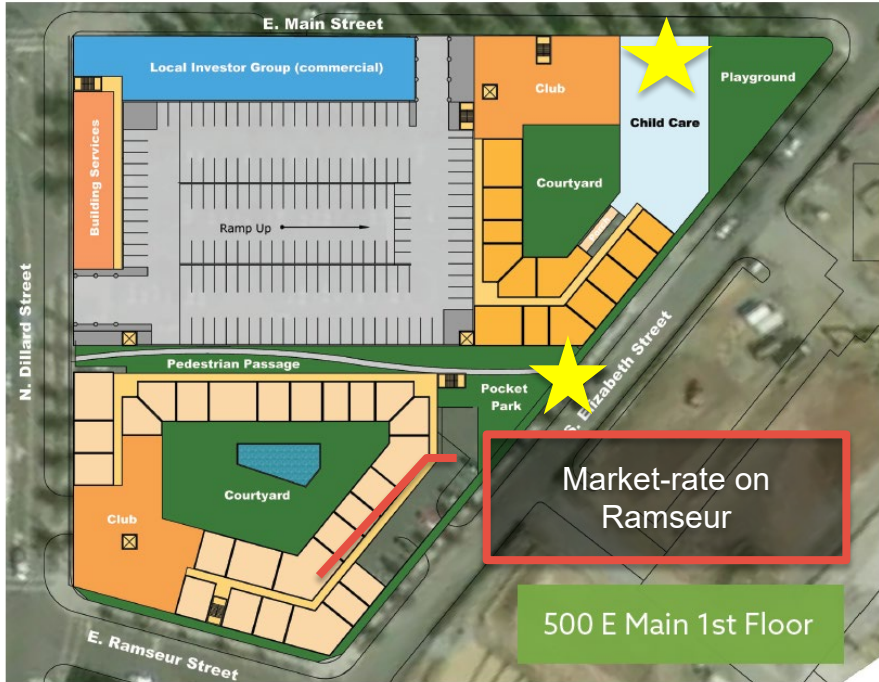 E. Main Street
Local Investor Group (commercial)
Club
Playground
Child Care
Building Services
Courtyard
Ramp Up
N. Dillard Street
Pedestrian Passage
Pocket
Park
S. Elizabeth Street
Courtyard
Market-rate on
Ramseur
Club
500 E Main 1st Floor
E. Ramseur Street